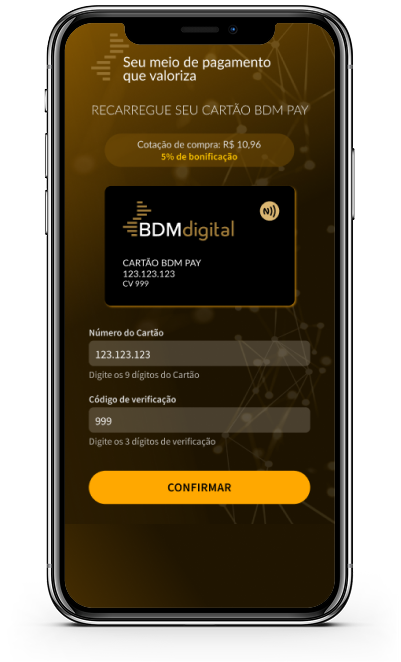 Seu meio de pagamento
que valoriza
RECARREGUE SEU CARTÃO BDM PAY
Cotação de compra: R$ 10,96
5% de bonificação
BDMdigital
CARTÃO BDM PAY
123.123.123
CV 999
Número do Cartão
123.123.123
Digite os 9 dígitos do Cartão
Código de verificação
999
Digite os 3 dígitos de verificação
CONFIRMAR